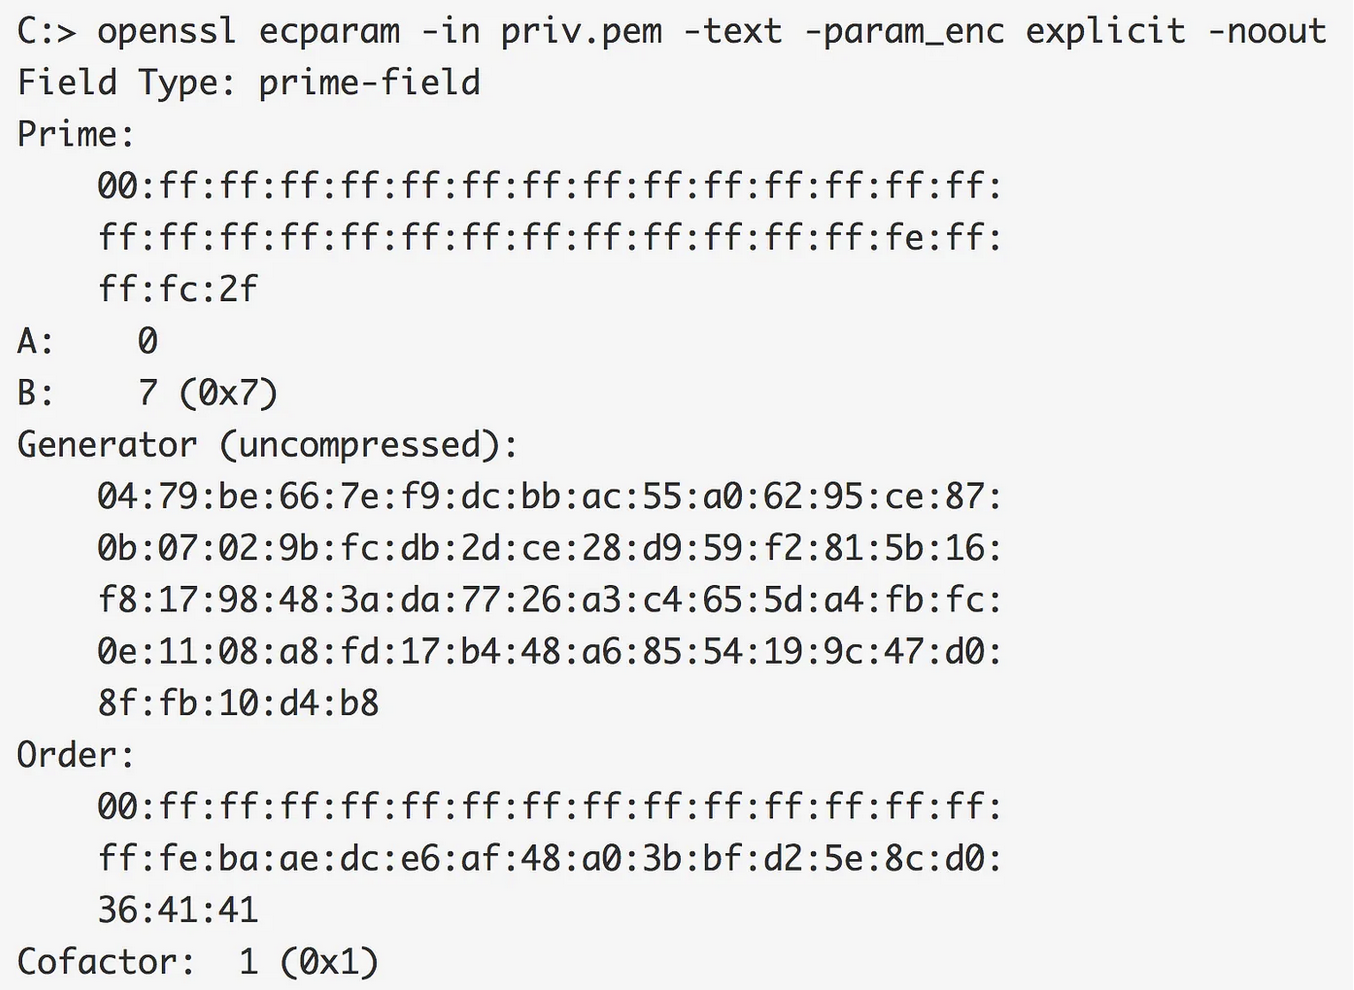 C:> openssl ecparam -in priv.pem -text -param_enc explicit -noout
Field Type: prime-field
Prime:
    00:ff:ff:ff:ff:ff:ff:ff:ff:ff:ff:ff:ff:ff:ff:
    ff:ff:ff:ff:ff:ff:ff:ff:ff:ff:ff:ff:ff:fe:ff:
    ff:fc:2f
A:    0
B:    7 (0x7)
Generator (uncompressed):
    04:79:be:66:7e:f9:dc:bb:ac:55:a0:62:95:ce:87:
    0b:07:02:9b:fc:db:2d:ce:28:d9:59:f2:81:5b:16:
    f8:17:98:48:3a:da:77:26:a3:c4:65:5d:a4:fb:fc:
    0e:11:08:a8:fd:17:b4:48:a6:85:54:19:9c:47:d0:
    8f:fb:10:d4:b8
Order:
    00:ff:ff:ff:ff:ff:ff:ff:ff:ff:ff:ff:ff:ff:ff:
    ff:fe:ba:ae:dc:e6:af:48:a0:3b:bf:d2:5e:8c:d0:
    36:41:41
Cofactor:  1 (0x1)